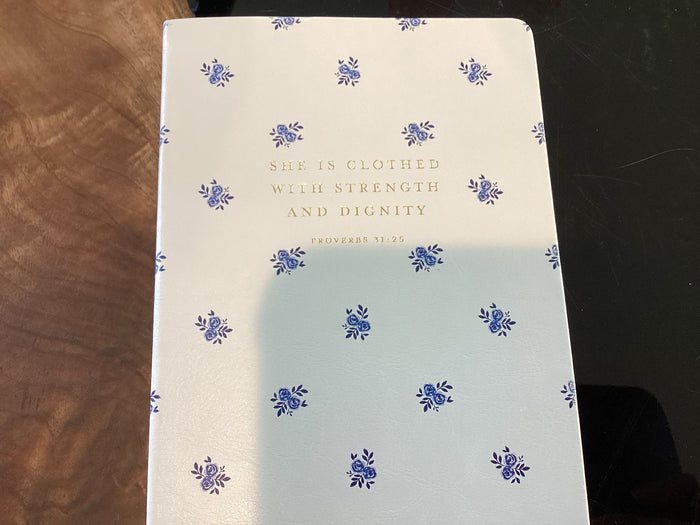 SHE IS CLOTHED
WITH STRENGTH
AND DIGNITY
PROVERBS 31:25